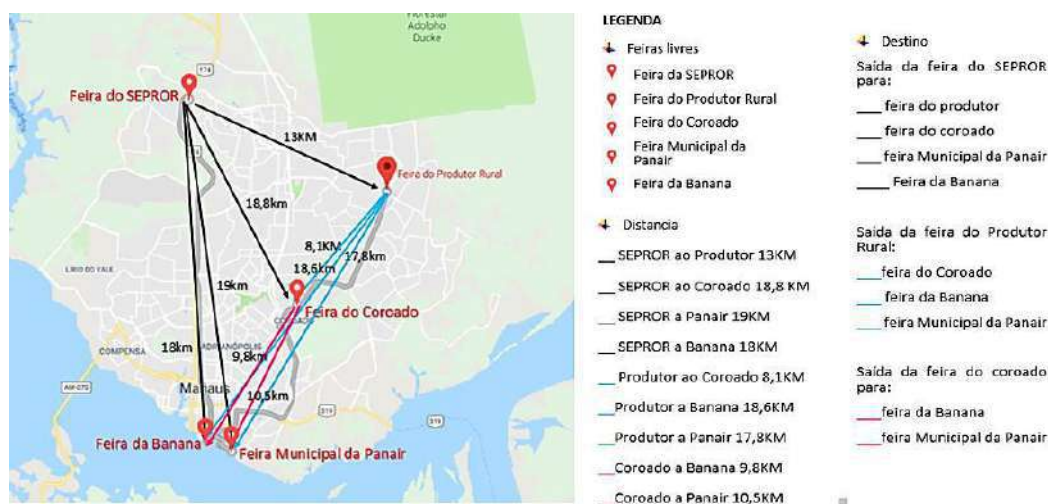 Adolpho
Ducke
174
Feira do SEPROR
13KM
Feira do Produtor Rural
18,8km
8,1KM
17,8km
18,6km
19km
Feira do Coroado
COMPENSA
18km
9,8km
Manaus
10,5km
AM-070
319
319
Feira da Banana
Feira Municipal da Panair
LEGENDA
Feiras livres
Feira da SEPROR
Feira do Produtor Rural
Feira do Coroado
Feira Municipal da
Panair
Feira da Banana
Distancia
SEPROR ao Produtor 13KM
SEPROR ao Coroado 18,8 KM
SEPROR a Panair 19KM
SEPROR a Banana 18KM
Produtor ao Coroado 8,1KM
Produtor a Banana 18,6KM
Produtor a Panair 17,8KM
Coroado a Banana 9,8KM
Coroado a Panair 10,5KM
Destino
Saída da feira do SEPROR
para:
feira do produtor
feira do coroado
feira Municipal da Panair
Feira da Banana
Saída da feira do Produtor
Rural:
feira do Coroado
feira da Banana
feira Municipal da Panair
Saída da feira do coroado
para:
feira da Banana
feira Municipal da Panair